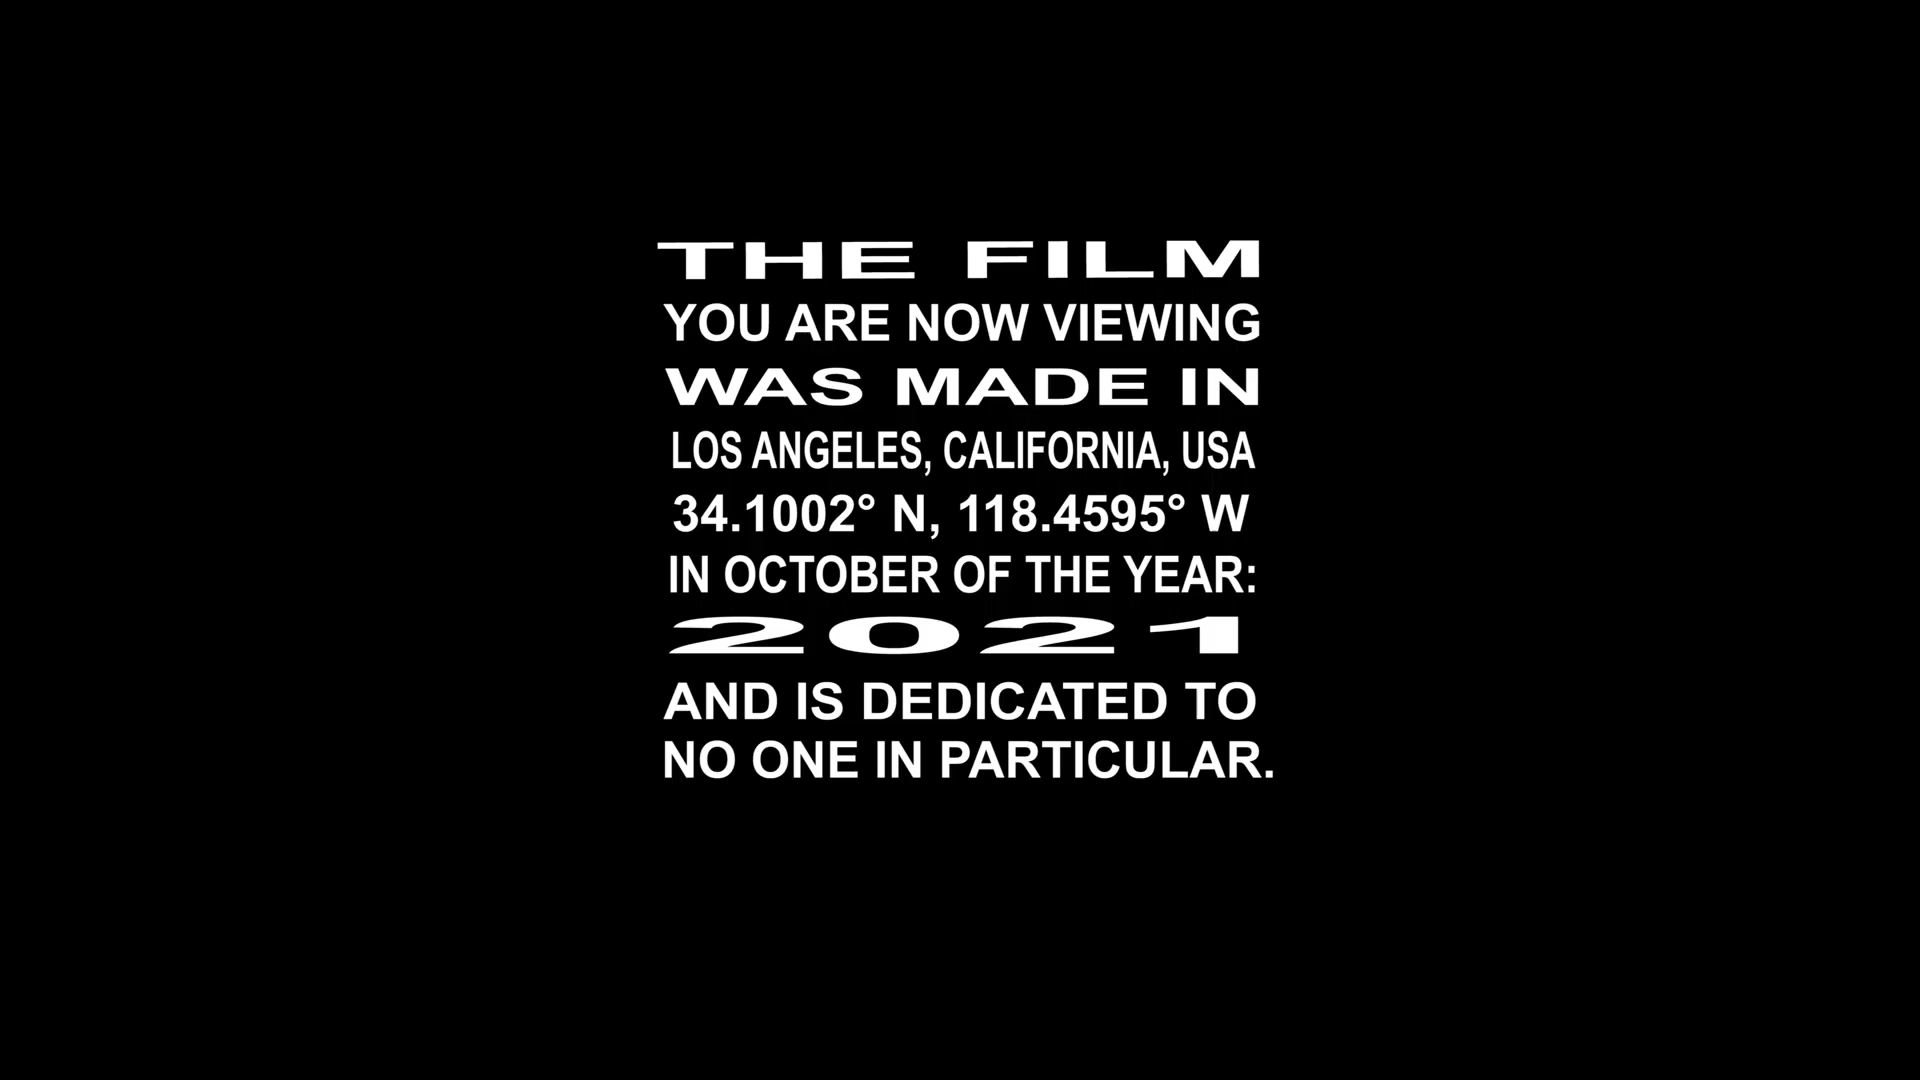 THE FILM
YOU ARE NOW VIEWING
WAS MADE IN
LOS ANGELES, CALIFORNIA, USA
34.1002° N, 118.4595° W
IN OCTOBER OF THE YEAR:
2021
AND IS DEDICATED TO
NO ONE IN PARTICULAR.